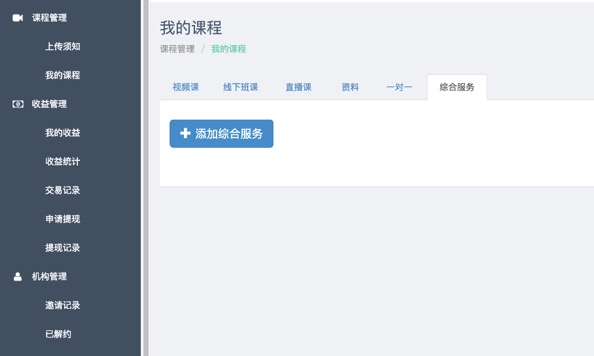 课程管理
上传须知
我的课程
收益管理
我的收益
收益统计
交易记录
申请提现
提现记录
机构管理
邀请记录
已解约
我的课程
课程管理 / 我的课程
视频课 线下班课 直播课 资料 一对一 综合服务
添加综合服务